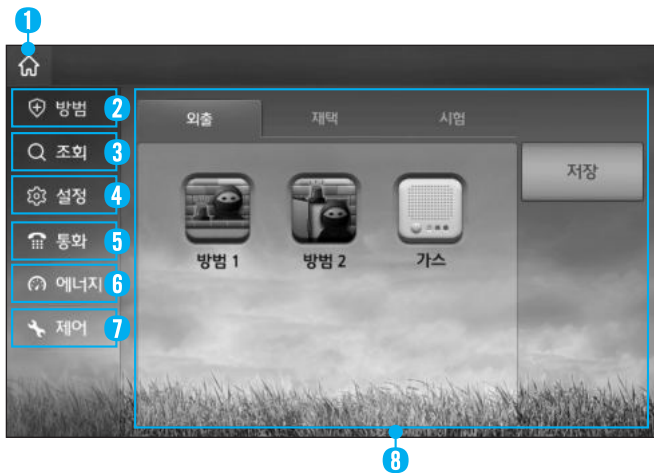 1
방범 2
조회 3
설정 4
통화 5
에너지 6
제어 7
외출 재택 시험
저장
방범 1 방범 2 가스
8